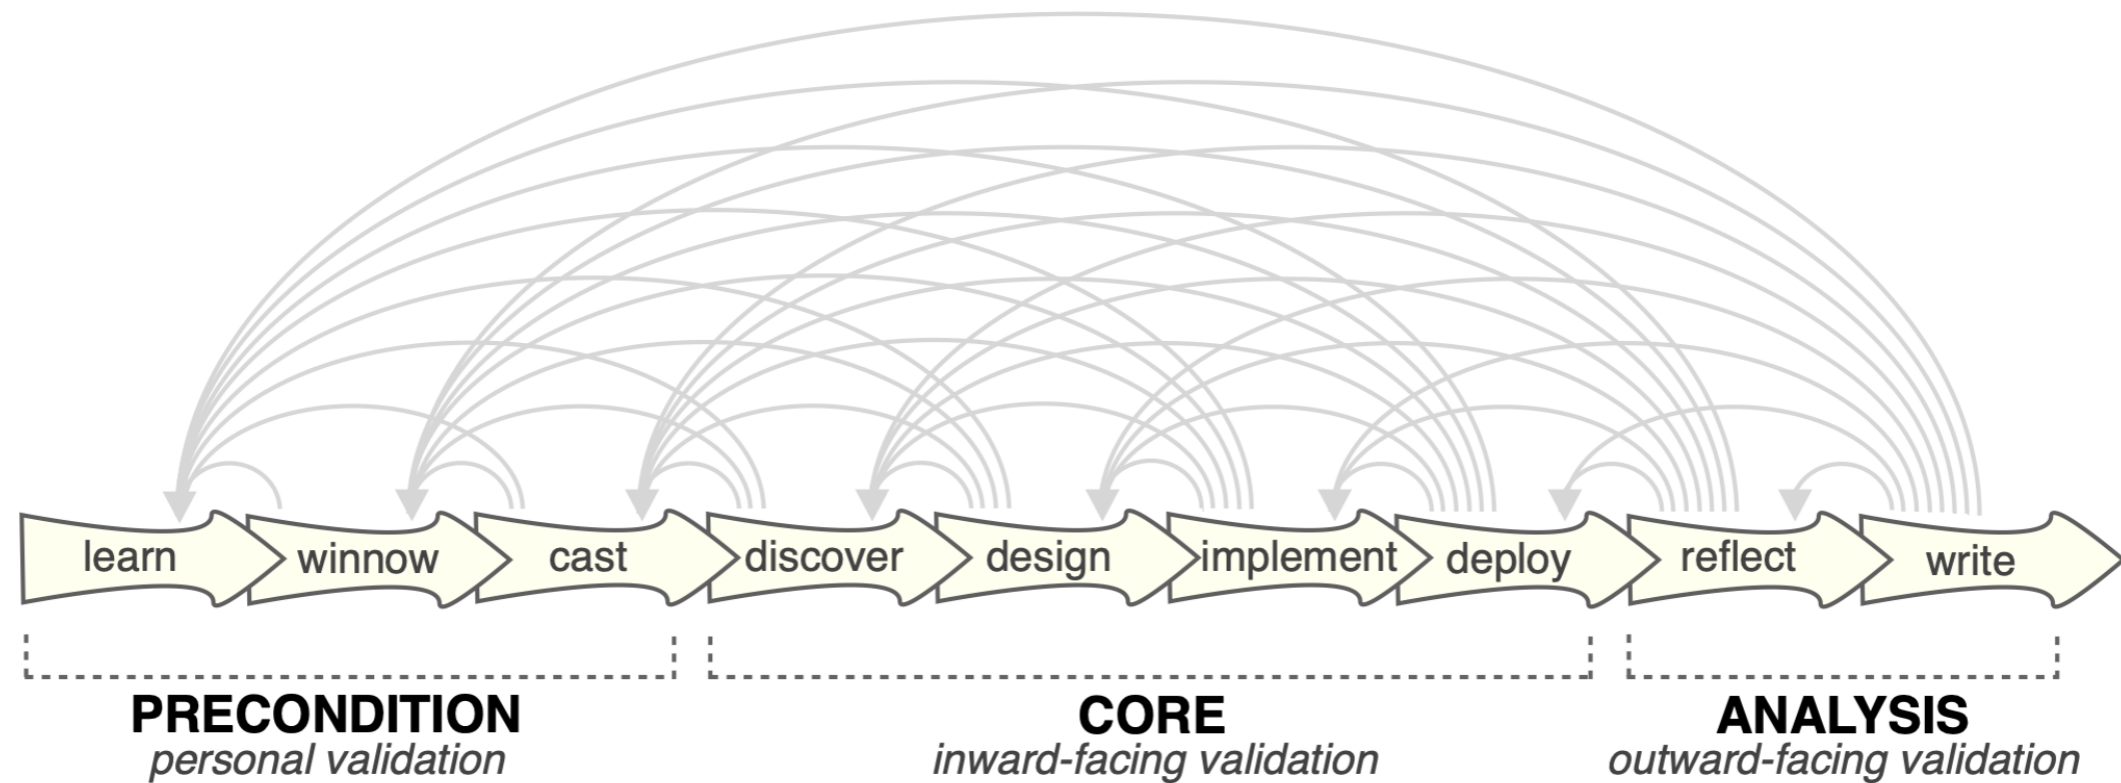 learn
winnow
cast
discover
design
implement
deploy
reflect
write
PRECONDITION
personal validation
CORE
inward-facing validation
ANALYSIS
outward-facing validation